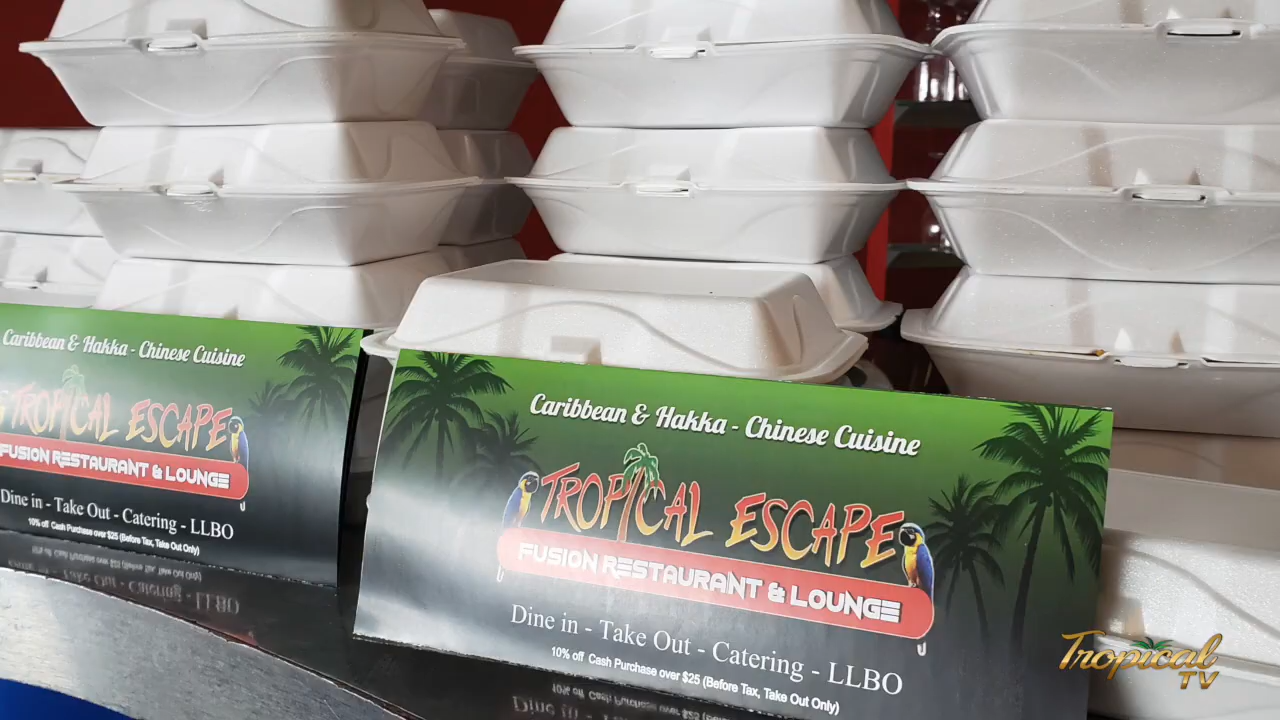 Caribbean & Hakka - Chinese Cuisine
TROPICAL ESCAPE
FUSION RESTAURANT & LOUNGE
Dine in - Take Out - Catering - LLBO
10% off Cash Purchase over $25 (Before Tax, Take Out Only)
Caribbean & Hakka - Chinese Cuisine
TROPICAL ESCAPE
FUSION RESTAURANT & LOUNGE
Dine in - Take Out - Catering - LLBO
10% off Cash Purchase over $25 (Before Tax, Take Out Only)
Tropical
TV